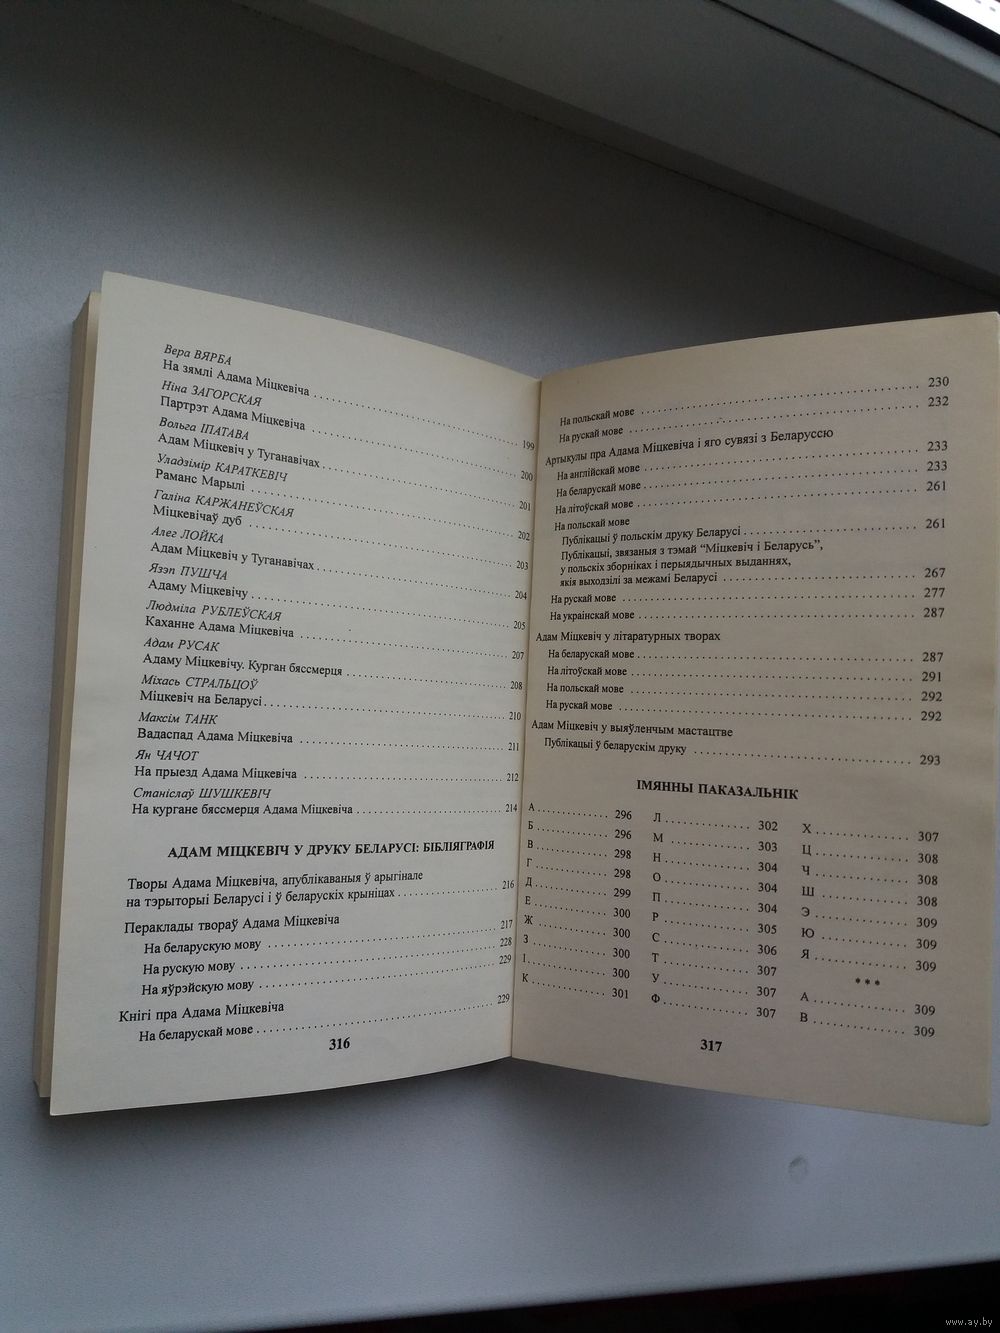 Вера ВЯРБА
На зямлі Адама Міцкевіча . . . . . . . . . . 199
Ніна ЗАГОРСКАЯ
Партрэт Адама Міцкевіча . . . . . . . . . . 200
Вольга ІПАТАВА
Адам Міцкевіч у Туганавічах . . . . . . . . . . 201
Уладзімір КАРАТКЕВІЧ
Раманс Марылі . . . . . . . . . . 202
Галіна КАРЖАНЕЎСКАЯ
Міцкевічаў дуб . . . . . . . . . . 203
Алег ЛОЙКА
Адам Міцкевіч у Туганавічах . . . . . . . . . . 204
Язэп ПУШЧА
Адаму Міцкевічу . . . . . . . . . . 205
Людміла РУБЛЕЎСКАЯ
Каханне Адама Міцкевіча . . . . . . . . . . 207
Адам РУСАК
Адаму Міцкевічу. Курган бяссмерця . . . . . . . . . . 208
Міхась СТРАЛЬЦОЎ
Міцкевіч на Беларусі . . . . . . . . . . 210
Максім ТАНК
Вадаспад Адама Міцкевіча . . . . . . . . . . 211
Ян ЧАЧОТ
На прыезд Адама Міцкевіча . . . . . . . . . . 212
Станіслаў ШУШКЕВІЧ
На кургане бяссмерця Адама Міцкевіча . . . . . . . . . . 214
АДАМ МІЦКЕВІЧ У ДРУКУ БЕЛАРУСІ: БІБЛІЯГРАФІЯ
Творы Адама Міцкевіча, апублікаваныя ў арыгінале
на тэрыторыі Беларусі і ў беларускіх крыніцах . . . . . . . . . . 216
Пераклады твораў Адама Міцкевіча
На беларускую мову . . . . . . . . . . 217
На рускую мову . . . . . . . . . . 228
На яўрэйскую мову . . . . . . . . . . 229
Кнігі пра Адама Міцкевіча
На беларускай мове . . . . . . . . . . 229
316
На польскай мове . . . . . . . . . . 230
На рускай мове . . . . . . . . . . 232
Артыкулы пра Адама Міцкевіча і яго сувязі з Беларуссю
На англійскай мове . . . . . . . . . . 233
На беларускай мове . . . . . . . . . . 233
На літоўскай мове . . . . . . . . . . 261
На польскай мове
Публікацыі ў польскім друку Беларусі . . . . . . . . . . 261
Публікацыі, звязаныя з тэмай “Міцкевіч і Беларусь”,
у польскіх зборніках і перыядычных выданнях,
якія выходзілі за межамі Беларусі . . . . . . . . . . 267
На рускай мове . . . . . . . . . . 277
На украінскай мове . . . . . . . . . . 287
Адам Міцкевіч у літаратурных творах
На беларускай мове . . . . . . . . . . 287
На літоўскай мове . . . . . . . . . . 291
На польскай мове . . . . . . . . . . 292
На рускай мове . . . . . . . . . . 292
Адам Міцкевіч у выяўленчым мастацтве
Публікацыі ў беларускім друку . . . . . . . . . . 293
ІМЯННЫ ПАКАЗАЛЬНІК
А . . . . . . . . . . 296
Б . . . . . . . . . . 296
В . . . . . . . . . . 298
Г . . . . . . . . . . 298
Д . . . . . . . . . . 299
Е . . . . . . . . . . 300
Ж . . . . . . . . . . 300
З . . . . . . . . . . 300
І . . . . . . . . . . 300
К . . . . . . . . . . 301
Л . . . . . . . . . . 302
М . . . . . . . . . . 303
Н . . . . . . . . . . 304
О . . . . . . . . . . 304
П . . . . . . . . . . 304
Р . . . . . . . . . . 305
С . . . . . . . . . . 306
Т . . . . . . . . . . 307
У . . . . . . . . . . 307
Ф . . . . . . . . . . 307
Х . . . . . . . . . . 307
Ц . . . . . . . . . . 308
Ч . . . . . . . . . . 308
Ш . . . . . . . . . . 308
Э . . . . . . . . . . 309
Ю . . . . . . . . . . 309
Я . . . . . . . . . . 309
* * *
A . . . . . . . . . . 309
B . . . . . . . . . . 309
317
www.ay.by